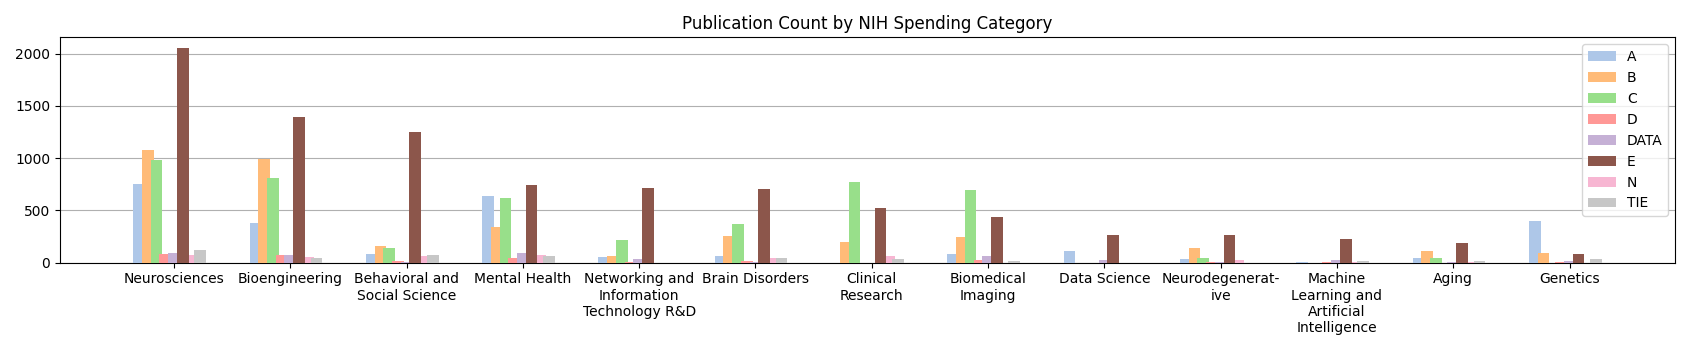 Publication Count by NIH Spending Category
2000
1500
1000
500
0
A
B
C
D
DATA
E
N
TIE
Neurosciences
Bioengineering
Behavioral and
Social Science
Mental Health
Networking and
Information
Technology R&D
Brain Disorders
Clinical
Research
Biomedical
Imaging
Data Science
Neurodegenerat-
ive
Machine
Learning and
Artificial
Intelligence
Aging
Genetics